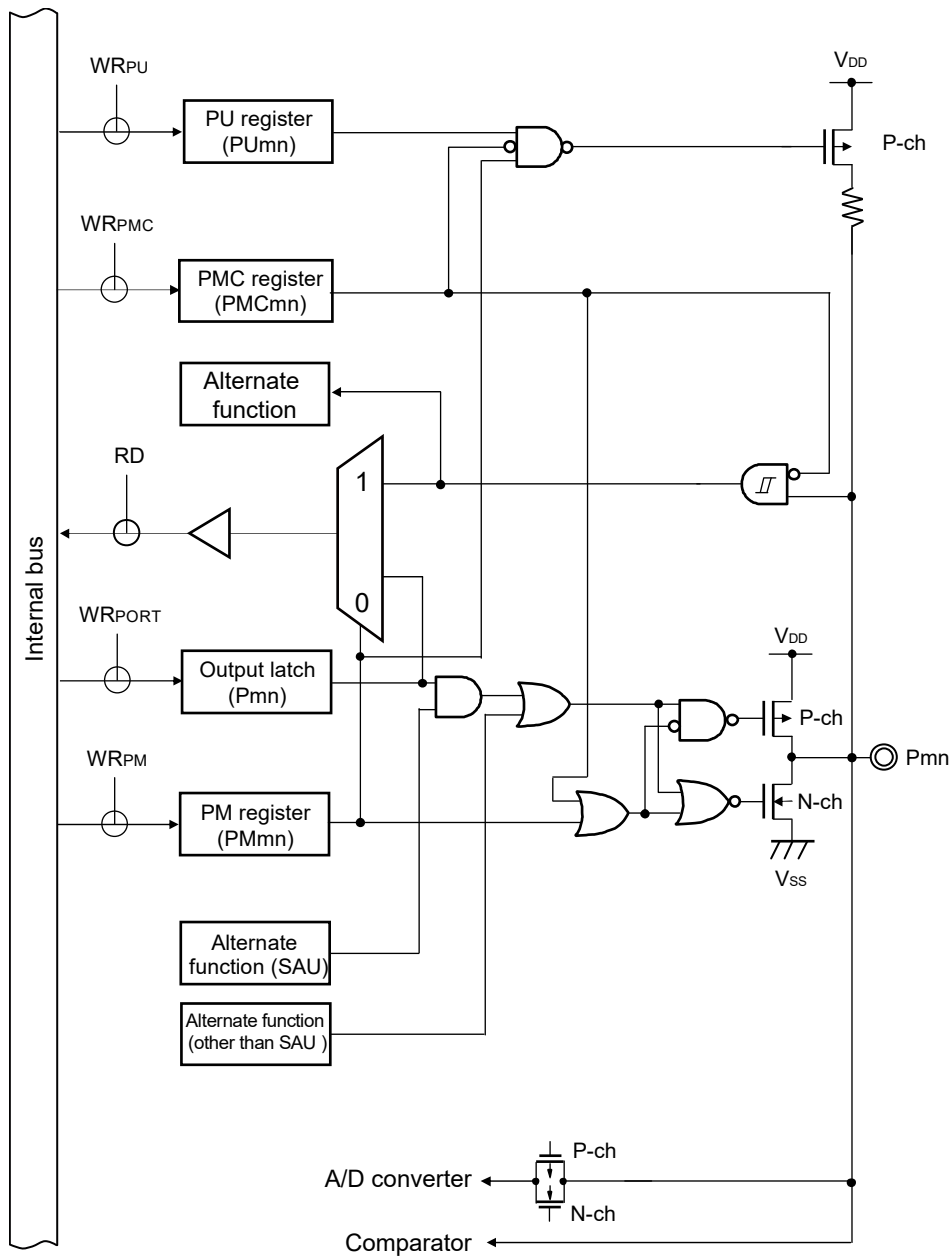 WRPU
PU register
(PUmn)
VDD
P-ch
WRPMC
PMC register
(PMCmn)
Alternate
function
RD
1
0
Internal bus
WRPORT
Output latch
(Pmn)
VDD
P-ch
Pmn
WRPM
PM register
(PMmn)
N-ch
VSS
Alternate
function (SAU)
Alternate function
(other than SAU )
P-ch
A/D converter
N-ch
Comparator